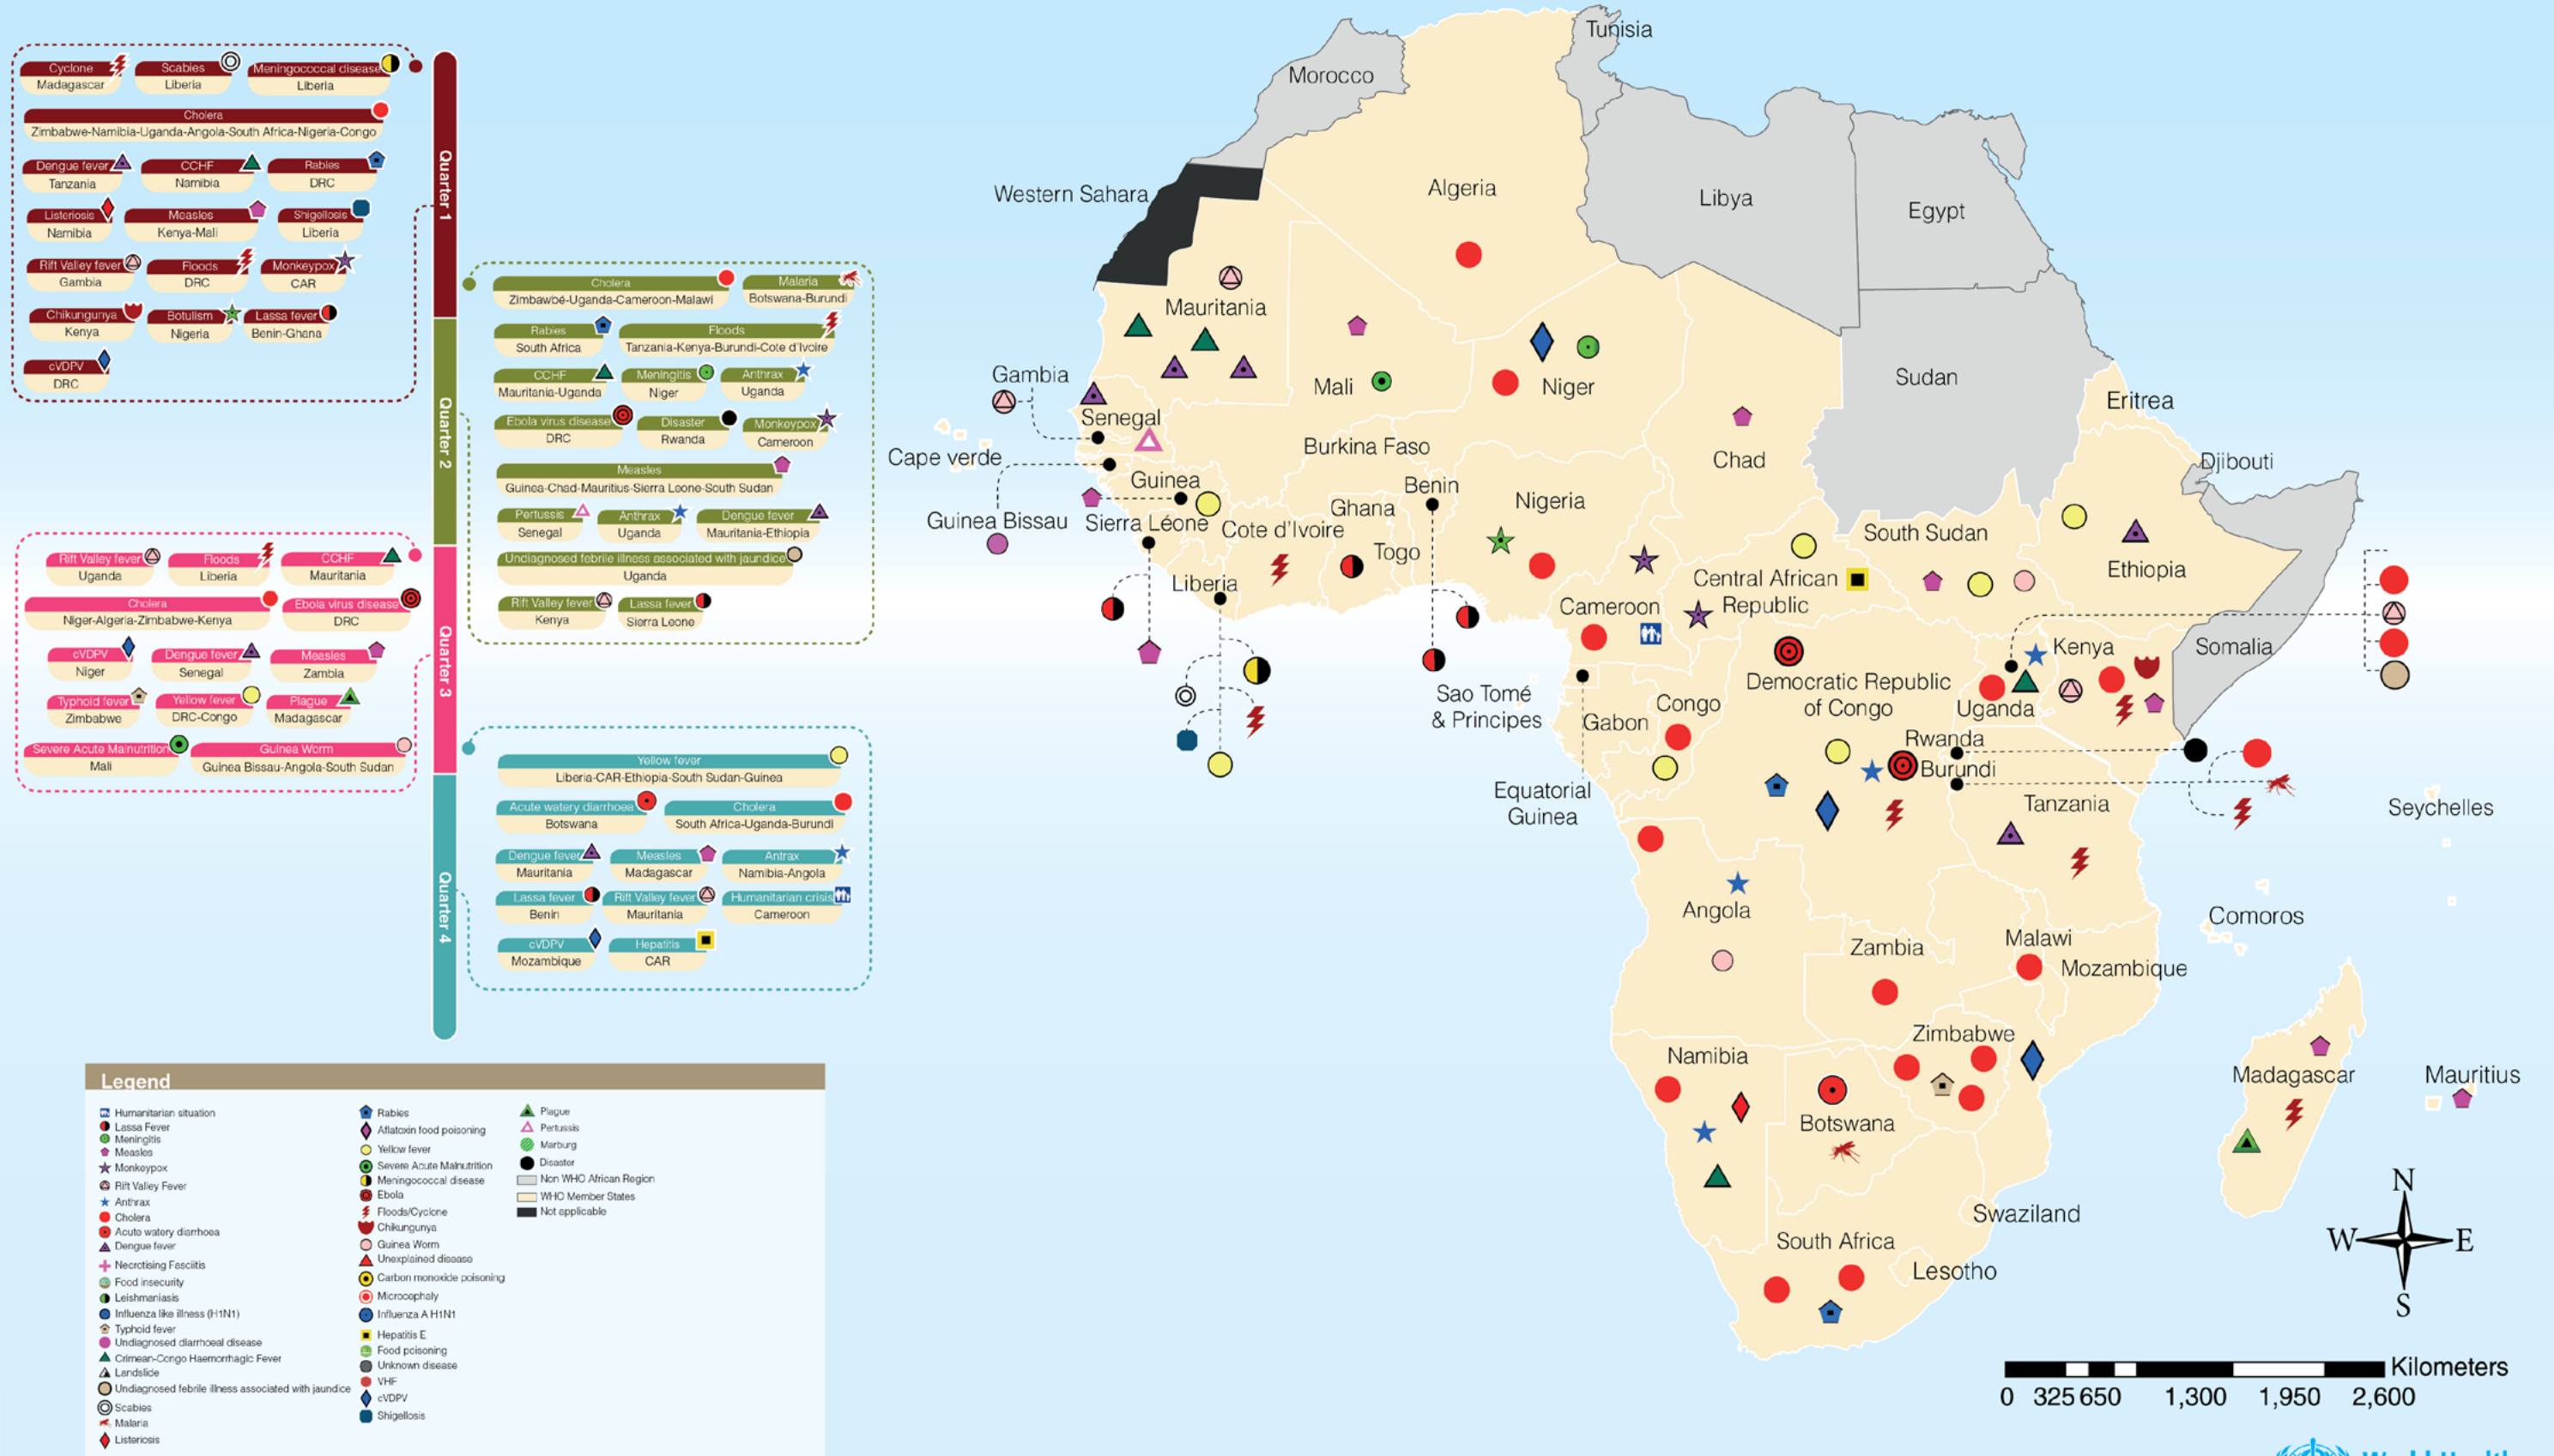 Cyclone
Madagascar
Scabies
Liberia
Meningococcal disease
Liberia
Cholera
Zimbabwe-Namibia-Uganda-Angola-South Africa-Nigeria-Congo
Dengue fever
Tanzania
CCHF
Namibia
Rabies
DRC
Listeriosis
Namibia
Measles
Kenya-Mali
Shigellosis
Liberia
Rift Valley fever
Gambia
Floods
DRC
Monkeypox
CAR
Chikungunya
Kenya
Botulism
Nigeria
Lassa fever
Benin-Ghana
cVDPV
DRC
Quarter 1
Cholera
Zimbawbé-Uganda-Cameroon-Malawi
Malaria
Botswana-Burundi
Rabies
South Africa
Floods
Tanzania-Kenya-Burundi-Cote d'Ivoire
CCHF
Mauritania-Uganda
Meningitis
Niger
Anthrax
Uganda
Ebola virus disease
DRC
Disaster
Rwanda
Monkeypox
Cameroon
Measles
Guinea-Chad-Mauritius-Sierra Leone-South Sudan
Pertussis
Senegal
Anthrax
Uganda
Dengue fever
Mauritania-Ethiopia
Undiagnosed febrile illness associated with jaundice
Uganda
Rift Valley fever
Kenya
Lassa fever
Sierra Leone
Quarter 2
Rift Valley fever
Uganda
Floods
Liberia
CCHF
Mauritania
Cholera
Niger-Algeria-Zimbabwe-Kenya
Ebola virus disease
DRC
cVDPV
Niger
Dengue fever
Senegal
Measles
Zambia
Typhoid fever
Zimbabwe
Yellow fever
DRC-Congo
Plague
Madagascar
Severe Acute Malnutrition
Mali
Guinea Worm
Guinea Bissau-Angola-South Sudan
Quarter 3
Yellow fever
Liberia-CAR-Ethiopia-South Sudan-Guinea
Acute watery diarrhoea
Botswana
Cholera
South Africa-Uganda-Burundi
Dengue fever
Mauritania
Measles
Madagascar
Antrax
Namibia-Angola
Lassa fever
Benin
Rift Valley fever
Mauritania
Humanitarian crisis
Cameroon
cVDPV
Mozambique
Hepatitis
CAR
Quarter 4
Legend
Humanitarian situation
Lassa Fever
Meningitis
Measles
Monkeypox
Rift Valley Fever
Anthrax
Cholera
Acute watery diarrhoea
Dengue fever
Necrotising Fasciitis
Food insecurity
Leishmaniasis
Influenza like illness (H1N1)
Typhoid fever
Undiagnosed diarrhoeal disease
Crimean-Congo Haemorrhagic Fever
Landslide
Undiagnosed febrile illness associated with jaundice
Scabies
Malaria
Listeriosis
Rabies
Aflatoxin food poisoning
Yellow fever
Severe Acute Malnutrition
Meningococcal disease
Ebola
Floods/Cyclone
Chikungunya
Guinea Worm
Unexplained disease
Carbon monoxide poisoning
Microcephaly
Influenza A H1N1
Hepatitis E
Food poisoning
Unknown disease
VHF
cVDPV
Shigellosis
Plague
Pertussis
Marburg
Disaster
Non WHO African Region
WHO Member States
Not applicable
Tunisia
Morocco
Western Sahara
Algeria
Libya
Egypt
Mauritania
Gambia
Senegal
Mali
Niger
Sudan
Eritrea
Cape verde
Burkina Faso
Chad
Djibouti
Guinea
Benin
Guinea Bissau
Sierra Léone
Cote d'Ivoire
Ghana
Togo
Nigeria
South Sudan
Ethiopia
Liberia
Cameroon
Central African
Republic
Kenya
Somalia
Sao Tomé
& Principes
Gabon
Congo
Democratic Republic
of Congo
Uganda
Rwanda
Burundi
Equatorial
Guinea
Tanzania
Seychelles
Angola
Comoros
Zambia
Malawi
Mozambique
Zimbabwe
Namibia
Botswana
Madagascar
Mauritius
Swaziland
South Africa
Lesotho
N
W
E
S
Kilometers
0 325 650 1,300 1,950 2,600